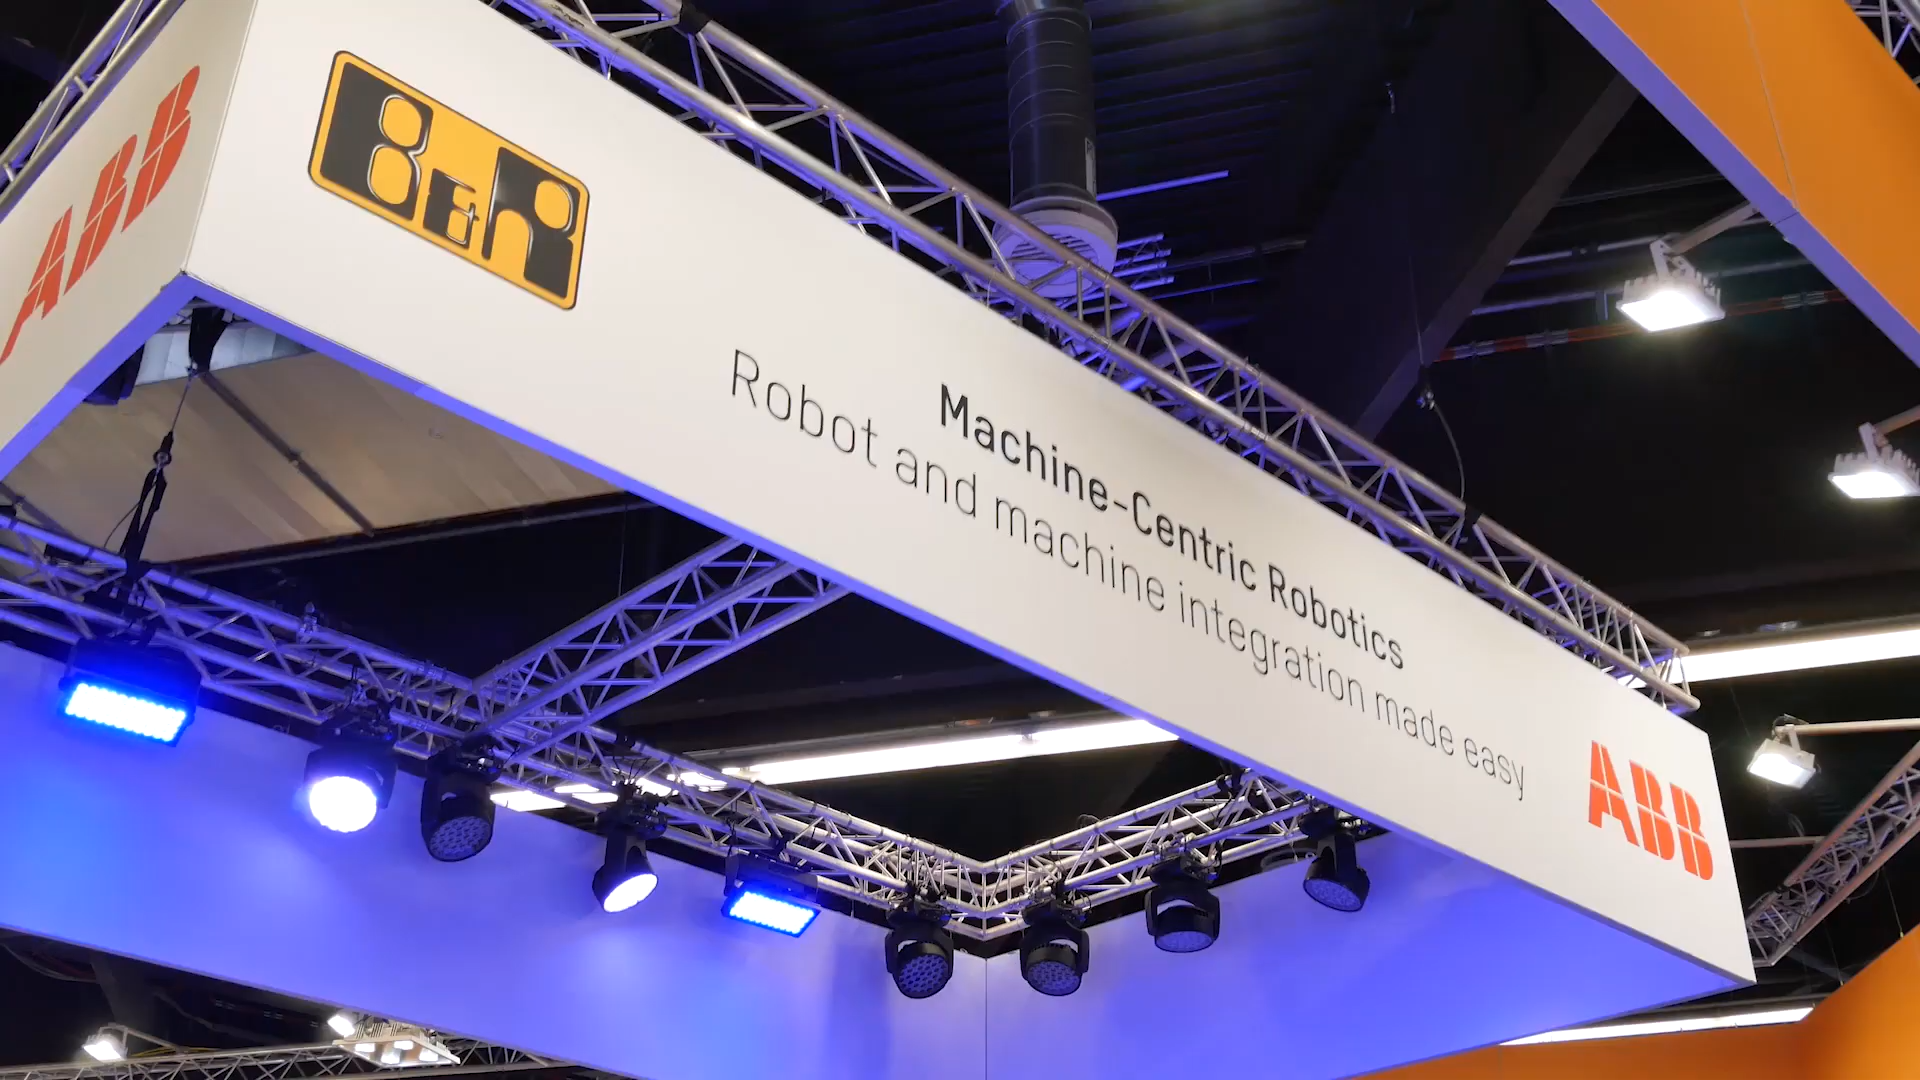 ABB
B&R
Machine-Centric Robotics
Robot and machine integration made easy
ABB